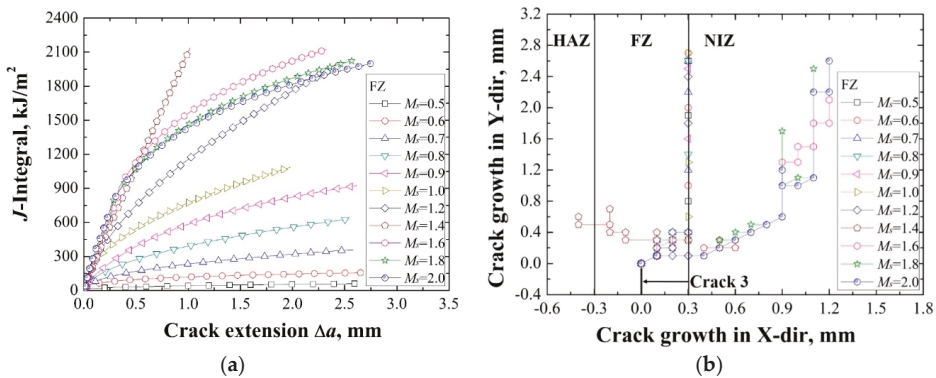 2400
2100
1800
1500
1200
900
600
300
0
0.0 0.5 1.0 1.5 2.0 2.5 3.0 3.5
J-Integral, kJ/m²
Crack extension Δa, mm
FZ
Ms=0.5
Ms=0.6
Ms=0.7
Ms=0.8
Ms=0.9
Ms=1.0
Ms=1.2
Ms=1.4
Ms=1.6
Ms=1.8
Ms=2.0
(a)
3.2
2.8
2.4
2.0
1.6
1.2
0.8
0.4
0.0
-0.4
-0.6 -0.3 0.0 0.3 0.6 0.9 1.2 1.5
Crack growth in Y-dir, mm
Crack growth in X-dir, mm
HAZ FZ NIZ
Crack 3
FZ
Ms=0.5
Ms=0.6
Ms=0.7
Ms=0.8
Ms=0.9
Ms=1.0
Ms=1.2
Ms=1.4
Ms=1.6
Ms=1.8
Ms=2.0
(b)